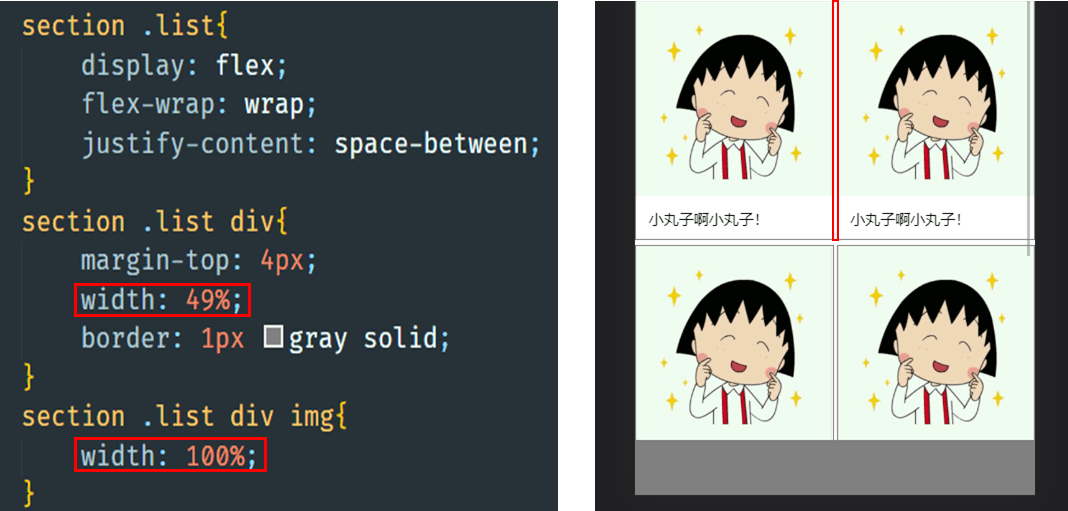 section .list{
display: flex;
flex-wrap: wrap;
justify-content: space-between;
}
section .list div{
margin-top: 4px;
width: 49%;
border: 1px gray solid;
}
section .list div img{
width: 100%;
}
小丸子啊小丸子！
小丸子啊小丸子！